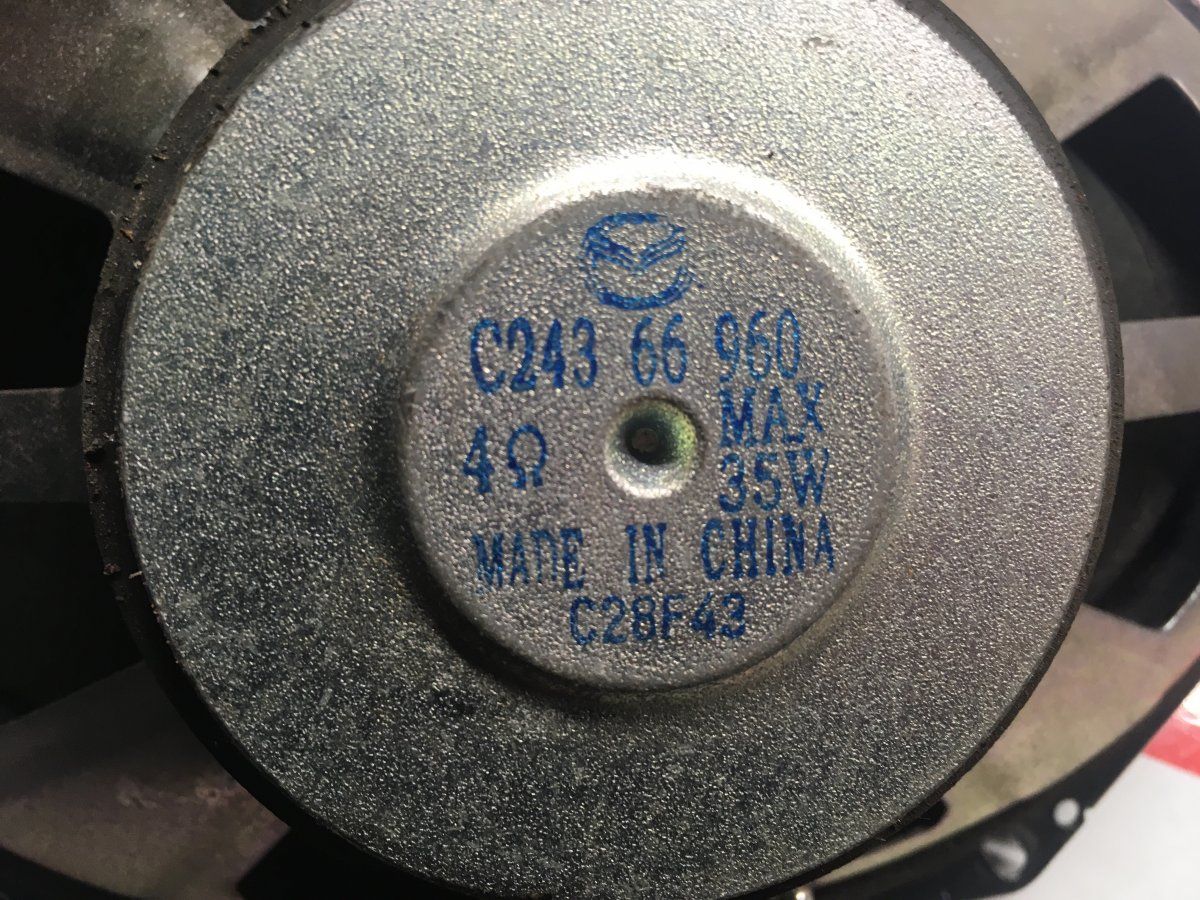 C243 66 960
4Ω MAX 35W
MADE IN CHINA
C28F43